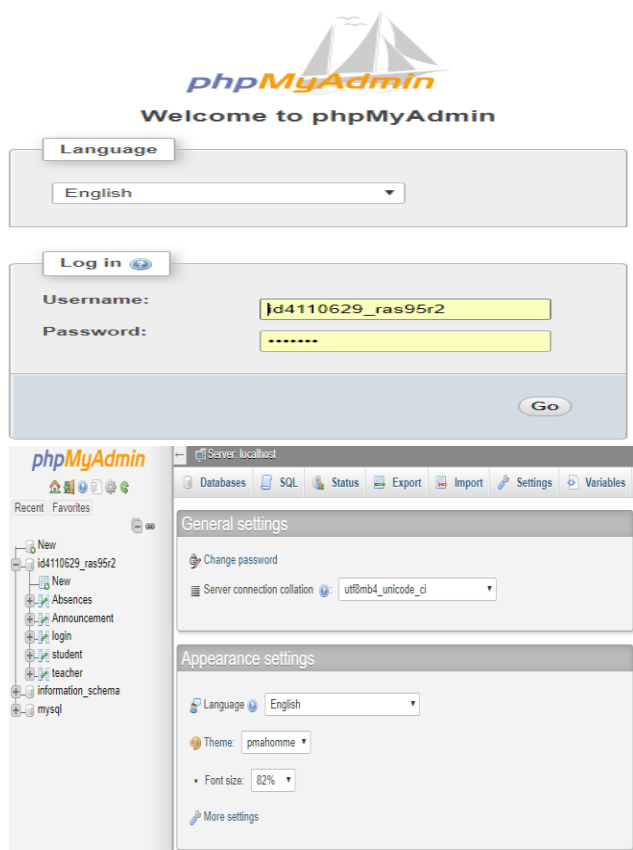 phpMyAdmin
Welcome to phpMyAdmin
Language
English
Log in
Username:
id4110629_ras95r2
Password:
•••••••
Go
phpMyAdmin
Recent Favorites
New
id4110629_ras95r2
New
Absences
Announcement
login
student
teacher
information_schema
mysql
Server: localhost
Databases SQL Status Export Import Settings Variables
General settings
Change password
Server connection collation : utf8mb4_unicode_ci
Appearance settings
Language English
Theme: pmahomme
• Font size: 82%
More settings